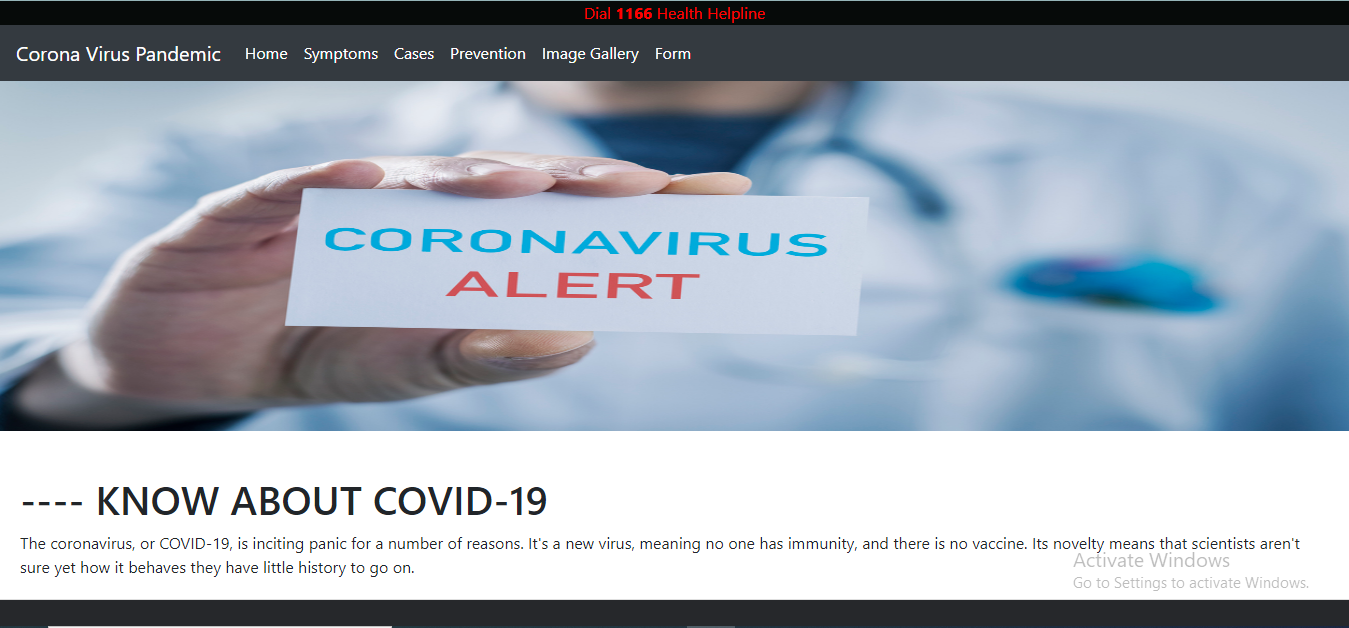 Dial 1166 Health Helpline
Corona Virus Pandemic Home Symptoms Cases Prevention Image Gallery Form
CORONAVIRUS
ALERT
---- KNOW ABOUT COVID-19
The coronavirus, or COVID-19, is inciting panic for a number of reasons. It's a new virus, meaning no one has immunity, and there is no vaccine. Its novelty means that scientists aren't
sure yet how it behaves they have little history to go on.
Activate Windows
Go to Settings to activate Windows.